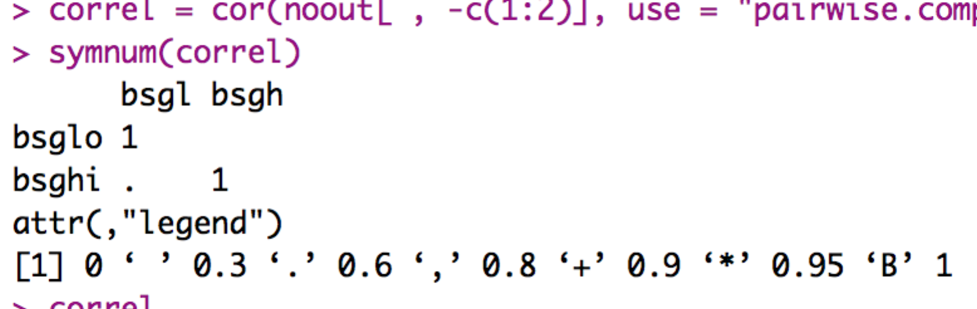 > correl = cor(noout[ , -c(1:2)], use = "pairwise.comp
> symnum(correl)
bsgl bsgh
bsglo 1
bsghi . 1
attr(,"legend")
[1] 0 ‘ ’ 0.3 ‘.’ 0.6 ‘,’ 0.8 ‘+’ 0.9 ‘*’ 0.95 ‘B’ 1
> correl